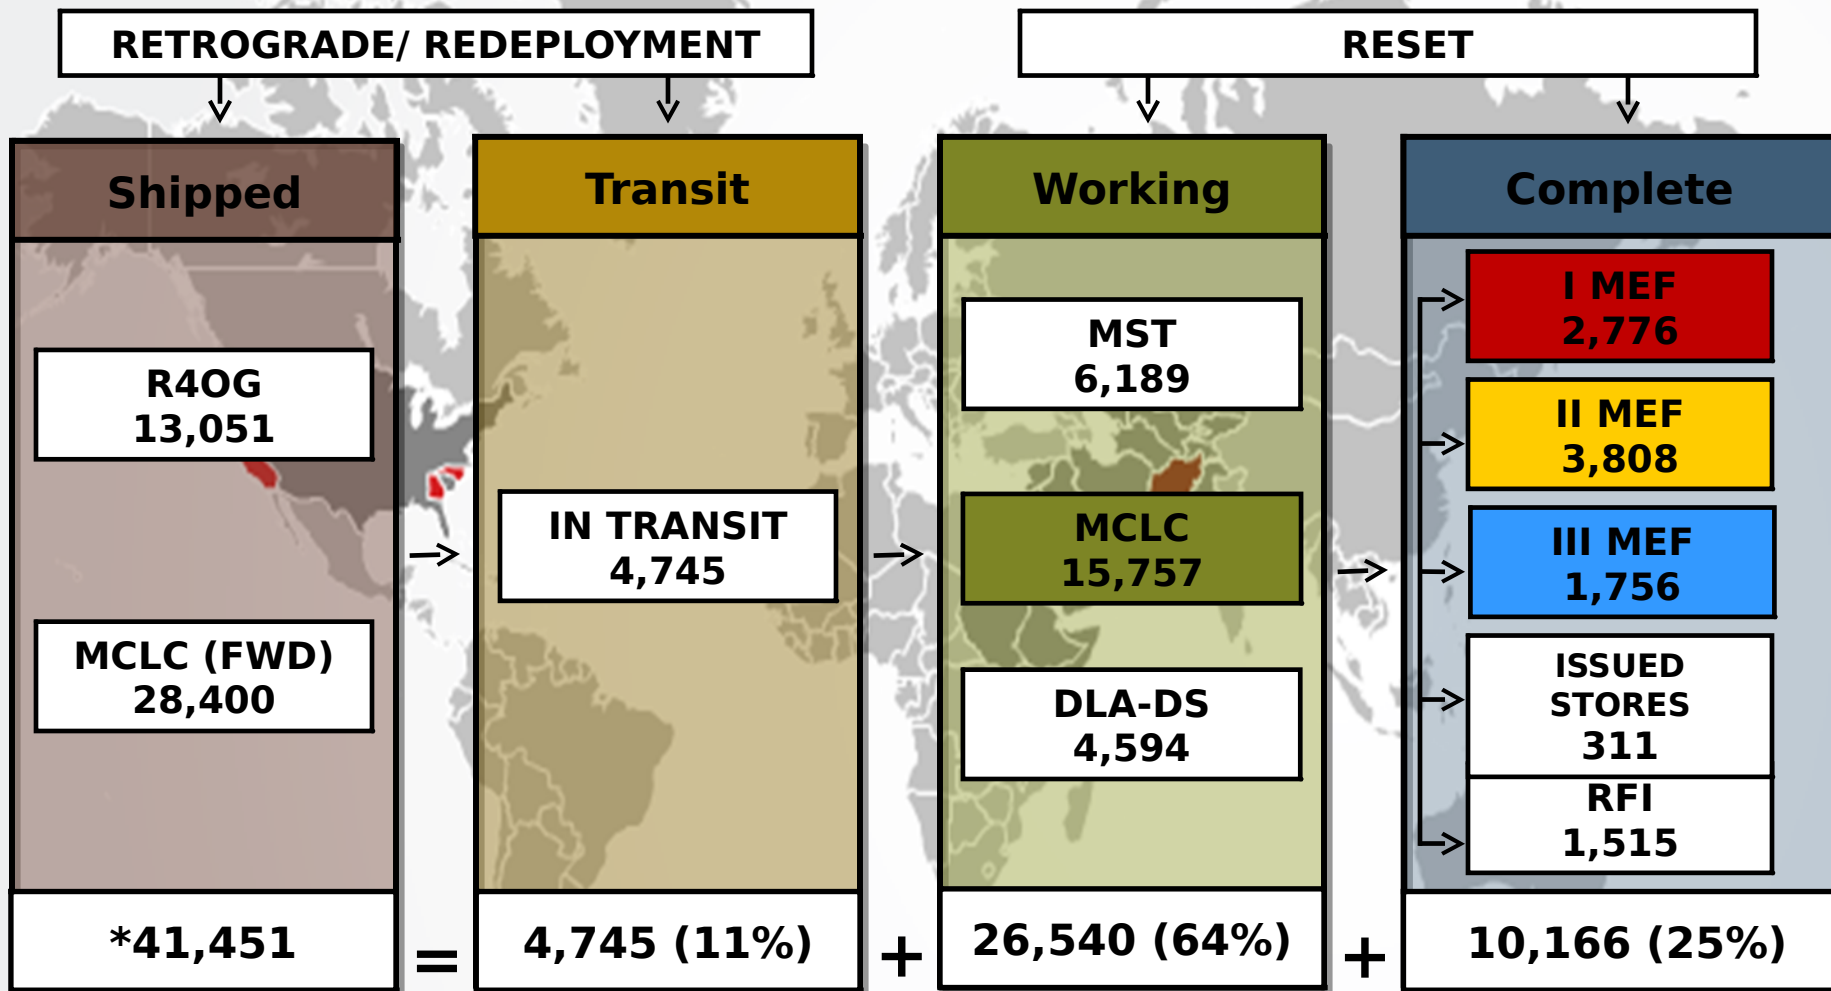 RETROGRADE/ REDEPLOYMENT
RESET
Shipped
R4OG
13,051
MCLC (FWD)
28,400
*41,451
=
Transit
IN TRANSIT
4,745
4,745 (11%)
+
Working
MST
6,189
MCLC
15,757
DLA-DS
4,594
26,540 (64%)
+
Complete
I MEF
2,776
II MEF
3,808
III MEF
1,756
ISSUED
STORES
311
RFI
1,515
10,166 (25%)